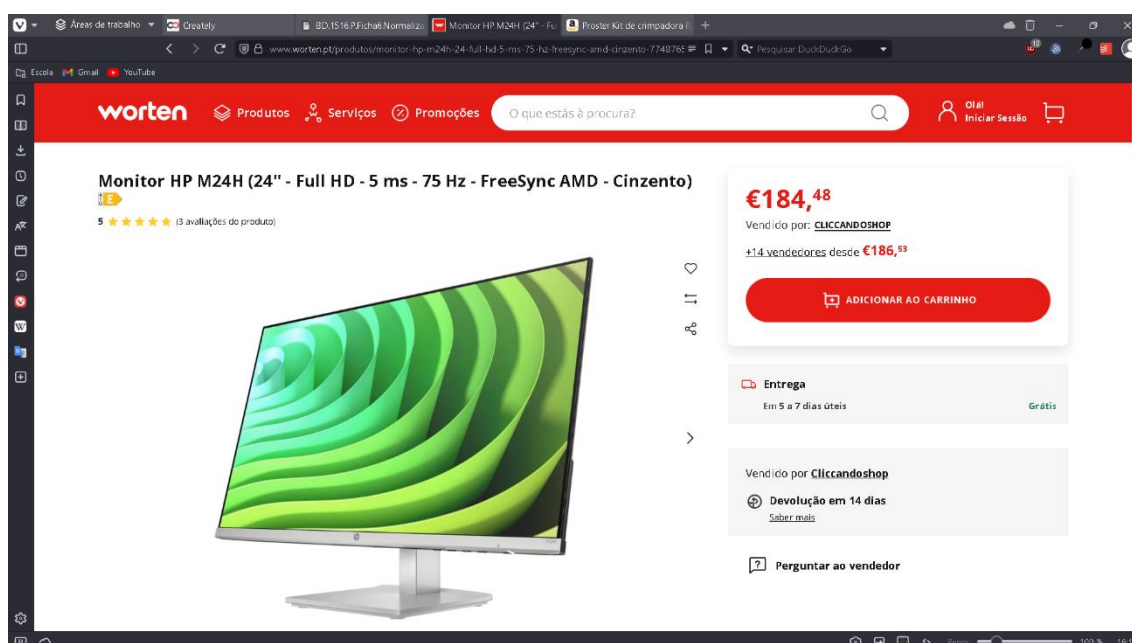 Áreas de trabalho
Creately
BD.1516.P.Ficha6.Normaliza
Monitor HP M24H (24" - Fu
Proster Kit de crimpadora R
www.worten.pt/produtos/monitor-hp-m24h-24-full-hd-5-ms-75-hz-freesync-amd-cinzento-7748765
Pesquisar DuckDuckGo
Escola
Gmail
YouTube
worten
Produtos
Serviços
Promoções
O que estás à procura?
Olá!
Iniciar Sessão
Monitor HP M24H (24" - Full HD - 5 ms - 75 Hz - FreeSync AMD - Cinzento)
E
5
(3 avaliações do produto)
€184,48
Vendido por: CLICCANDOSHOP
+14 vendedores desde €186,53
ADICIONAR AO CARRINHO
Entrega
Em 5 a 7 dias úteis
Grátis
Vendido por Cliccandoshop
Devolução em 14 dias
Saber mais
Perguntar ao vendedor
100 %